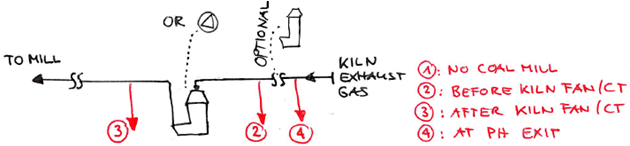 OR
OPTIONAL
TO MILL
KILN
EXHAUST
GAS
3
2
4
1: NO COAL MILL
2: BEFORE KILN FAN/CT
3: AFTER KILN FAN/CT
4: AT PH EXIT